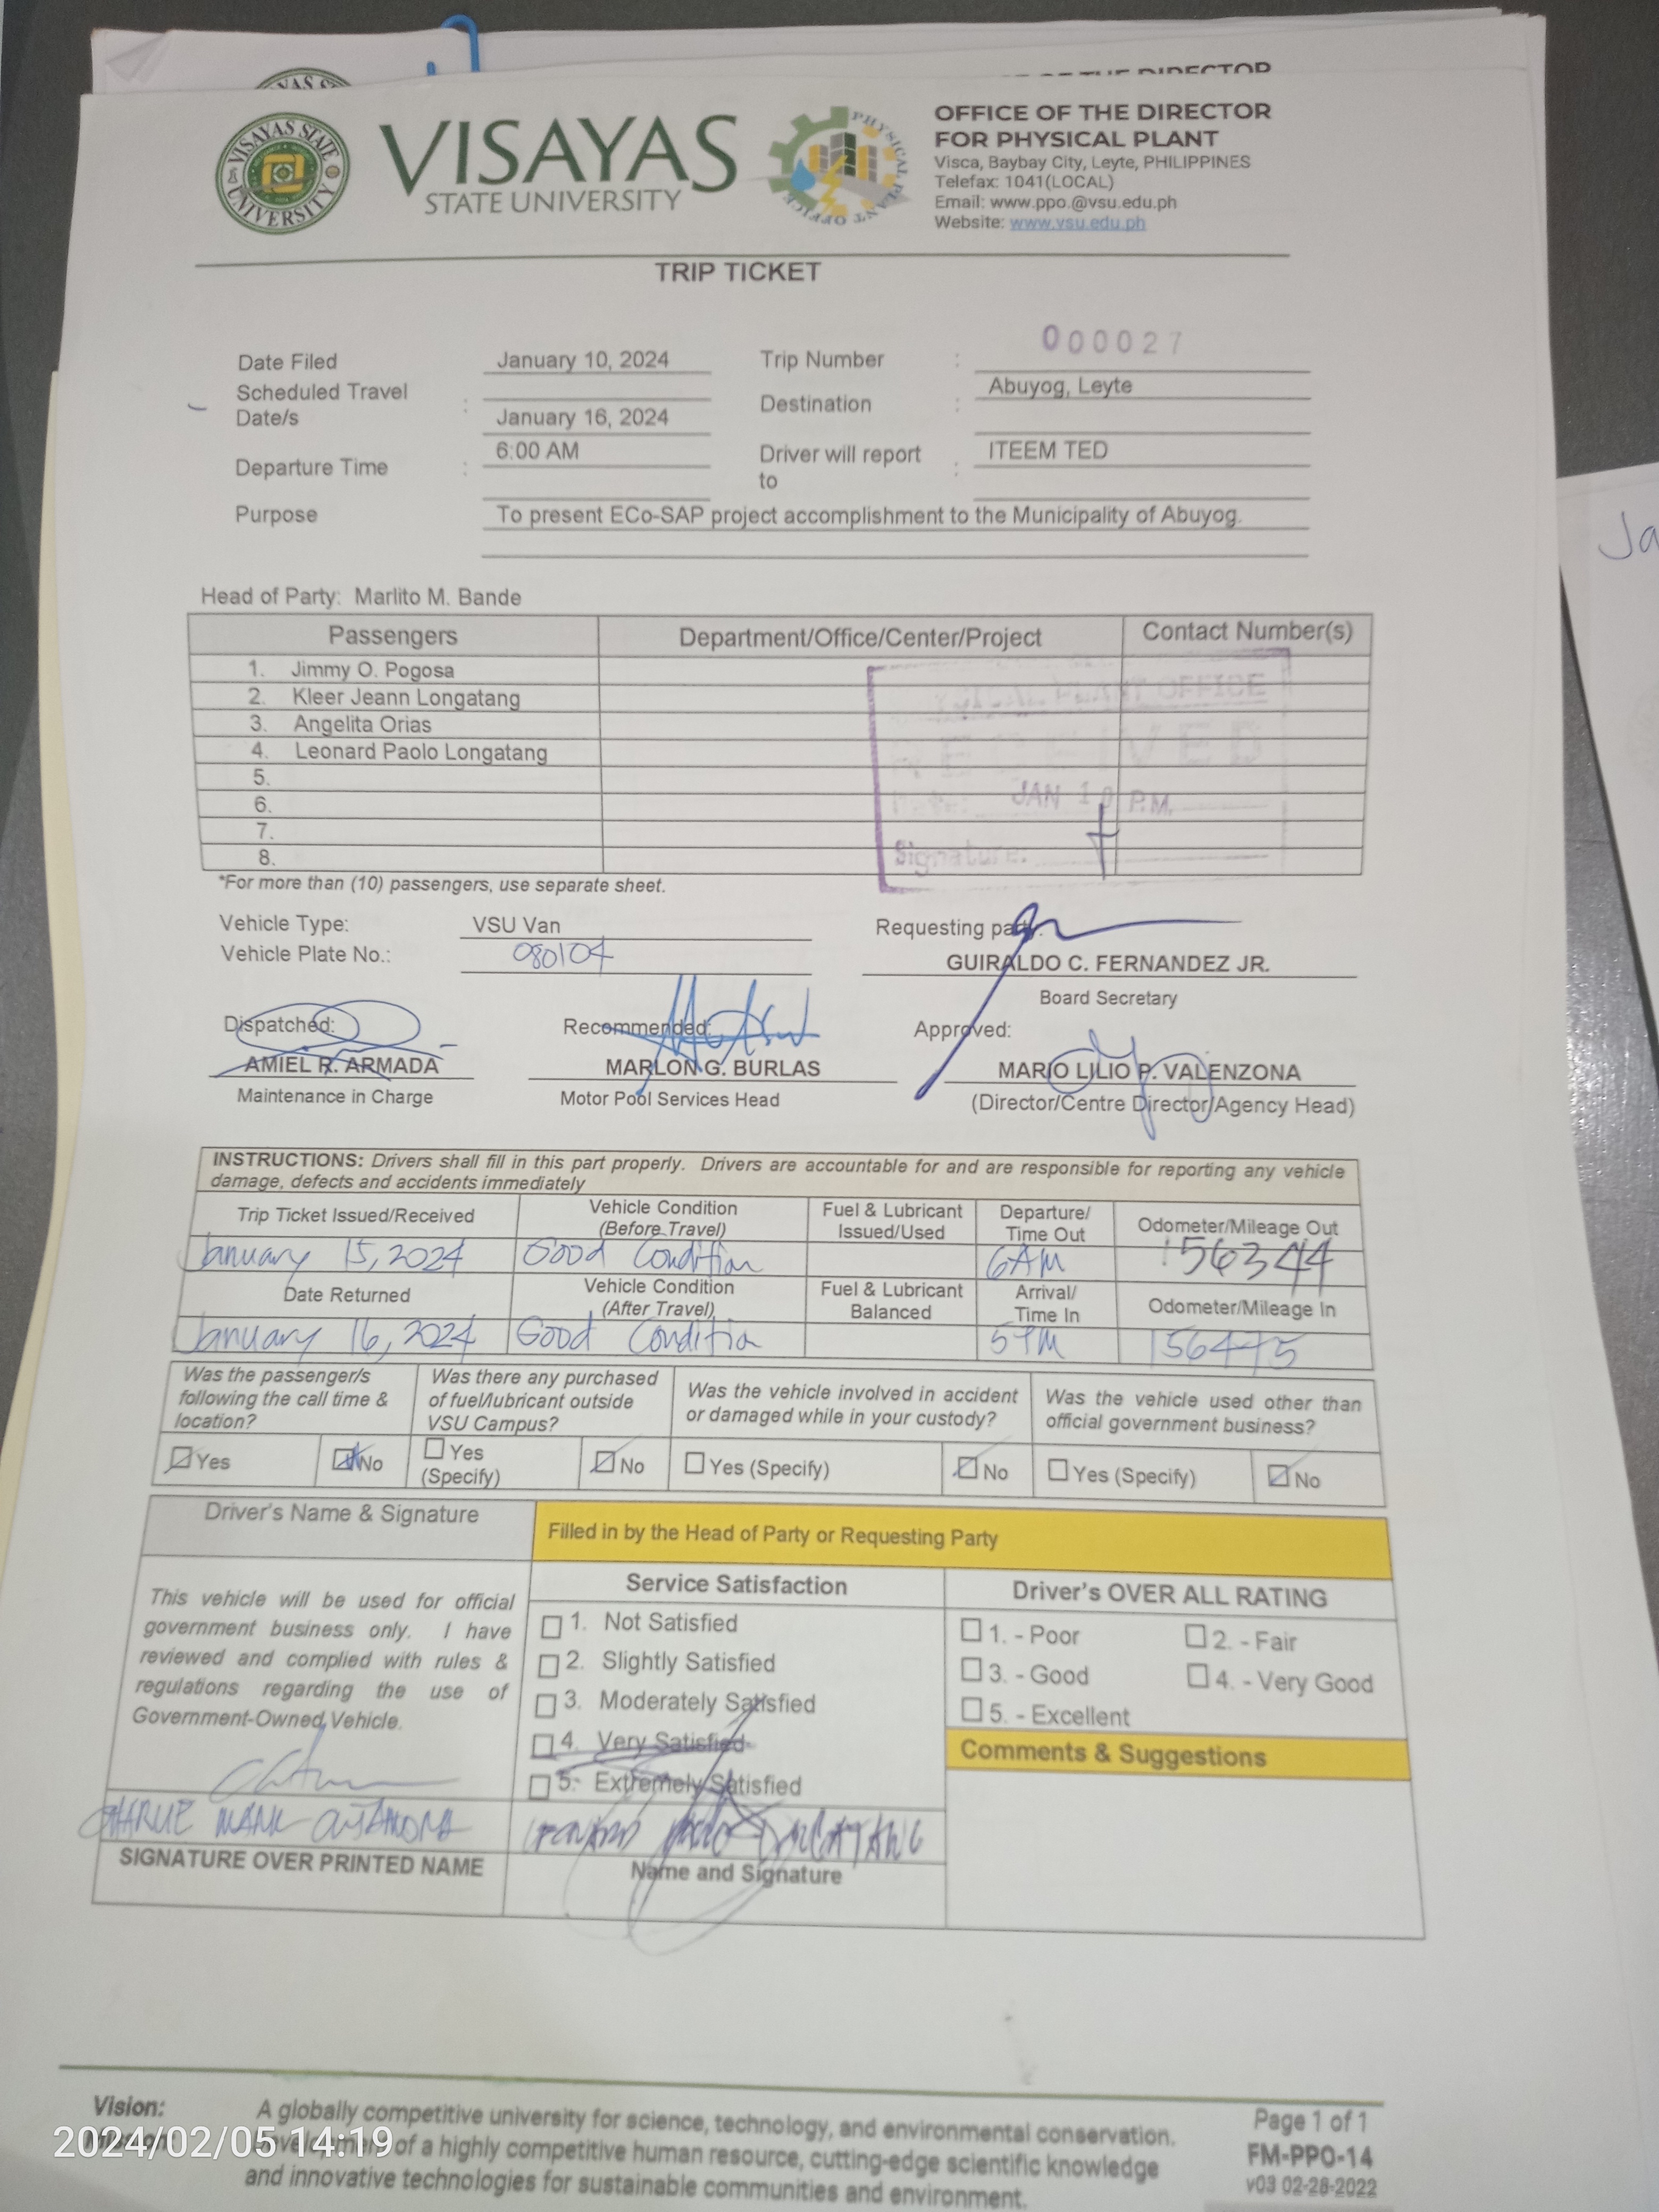 OF THE DIRECTOR
VISAYAS STATE UNIVERSITY
VISAYAS
STATE UNIVERSITY
PHYSICAL PLANT OFFICE
OFFICE OF THE DIRECTOR
FOR PHYSICAL PLANT
Visca, Baybay City, Leyte, PHILIPPINES
Telefax: 1041(LOCAL)
Email: www.ppo.@vsu.edu.ph
Website: www.vsu.edu.ph
TRIP TICKET
000027
Date Filed January 10, 2024 Trip Number :
Scheduled Travel Date/s : January 16, 2024 Destination : Abuyog, Leyte
Departure Time : 6:00 AM Driver will report to : ITEEM TED
Purpose To present ECo-SAP project accomplishment to the Municipality of Abuyog.
Head of Party: Marlito M. Bande
Passengers Department/Office/Center/Project Contact Number(s)
1. Jimmy O. Pogosa
2. Kleer Jeann Longatang
3. Angelita Orias
4. Leonard Paolo Longatang
5.
6.
7.
8.
PLANT OFFICE
RECEIVED
JAN 10 P.M.
Signature:
*For more than (10) passengers, use separate sheet.
Vehicle Type: VSU Van Requesting party:
Vehicle Plate No.: 080104 GUIRALDO C. FERNANDEZ JR.
Board Secretary
Dispatched: Recommended: Approved:
AMIEL R. ARMADA MARLON G. BURLAS MARIO LILIO P. VALENZONA
Maintenance in Charge Motor Pool Services Head (Director/Centre Director/Agency Head)
INSTRUCTIONS: Drivers shall fill in this part properly. Drivers are accountable for and are responsible for reporting any vehicle
damage, defects and accidents immediately
Trip Ticket Issued/Received Vehicle Condition (Before Travel) Fuel & Lubricant Issued/Used Departure/ Time Out Odometer/Mileage Out
January 15, 2024 Good Condition 6AM 156344
Date Returned Vehicle Condition (After Travel) Fuel & Lubricant Balanced Arrival/ Time In Odometer/Mileage In
January 16, 2024 Good Condition 5PM 156475
Was the passenger/s following the call time & location? Was there any purchased of fuel/lubricant outside VSU Campus? Was the vehicle involved in accident or damaged while in your custody? Was the vehicle used other than official government business?
Yes No Yes (Specify) No Yes (Specify) No Yes (Specify) No
Driver's Name & Signature
Filled in by the Head of Party or Requesting Party
This vehicle will be used for official
government business only. I have
reviewed and complied with rules &
regulations regarding the use of
Government-Owned Vehicle.
Service Satisfaction
1. Not Satisfied
2. Slightly Satisfied
3. Moderately Satisfied
4. Very Satisfied
5. Extremely Satisfied
Driver's OVER ALL RATING
1. - Poor 2. - Fair
3. - Good 4. - Very Good
5. - Excellent
Comments & Suggestions
SIGNATURE OVER PRINTED NAME
Name and Signature
Vision: A globally competitive university for science, technology, and environmental conservation.
of a highly competitive human resource, cutting-edge scientific knowledge
and innovative technologies for sustainable communities and environment.
Page 1 of 1
FM-PPO-14
v03 02-28-2022
2024/02/05 14:19
Ja